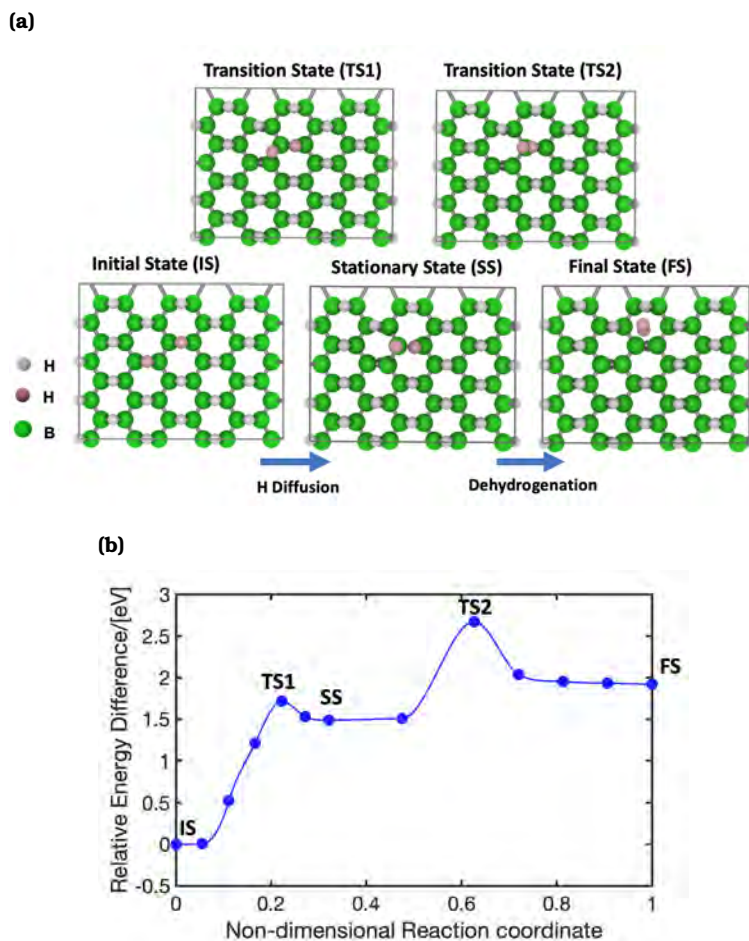 (a)
Transition State (TS1)
Transition State (TS2)
Initial State (IS)
Stationary State (SS)
Final State (FS)
H
H
B
H Diffusion
Dehydrogenation
(b)
Relative Energy Difference/[eV]
3
2.5
2
1.5
1
0.5
0
-0.5
IS
TS1
SS
TS2
FS
0
0.2
0.4
0.6
0.8
1
Non-dimensional Reaction coordinate